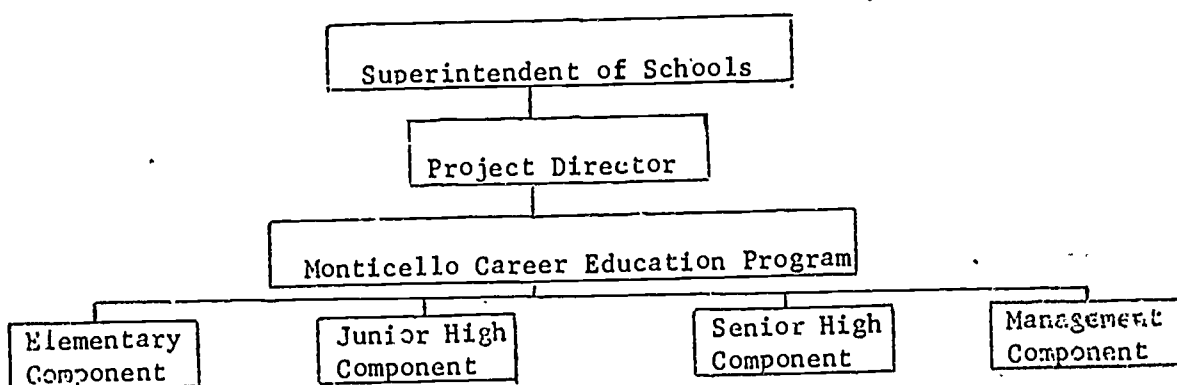 Superintendent of Schools
Project Director
Monticello Career Education Program
Elementary
Component
Junior High
Component
Senior High
Component
Management
Component